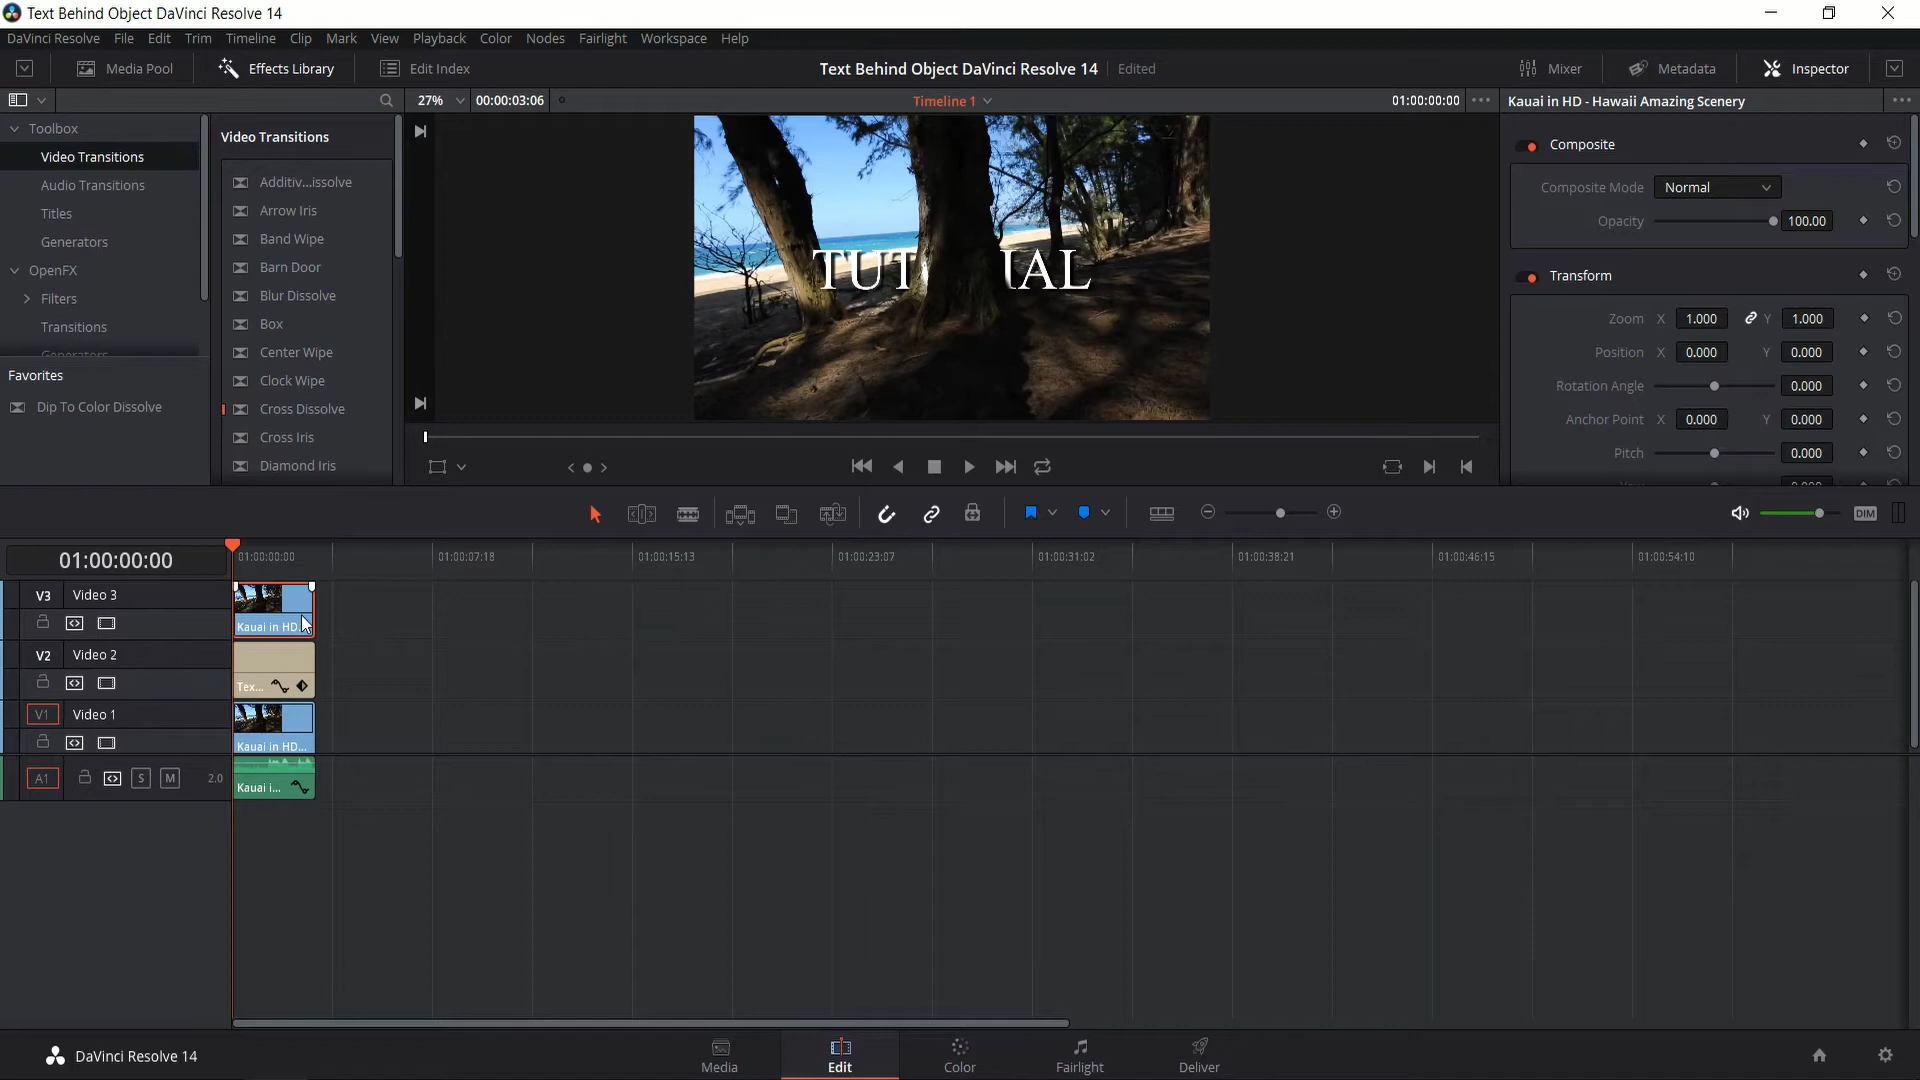 Text Behind Object DaVinci Resolve 14
DaVinci Resolve File Edit Trim Timeline Clip Mark View Playback Color Nodes Fairlight Workspace Help
Media Pool Effects Library Edit Index Text Behind Object DaVinci Resolve 14 Edited Mixer Metadata Inspector
27% 00:00:03:06 Timeline 1 01:00:00:00 Kauai in HD - Hawaii Amazing Scenery
Toolbox
Video Transitions
Audio Transitions
Titles
Generators
OpenFX
Filters
Transitions
Generators
Favorites
Dip To Color Dissolve
Video Transitions
Additiv...issolve
Arrow Iris
Band Wipe
Barn Door
Blur Dissolve
Box
Center Wipe
Clock Wipe
Cross Dissolve
Cross Iris
Diamond Iris
TUT IAL
Composite
Composite Mode Normal
Opacity 100.00
Transform
Zoom X 1.000 Y 1.000
Position X 0.000 Y 0.000
Rotation Angle 0.000
Anchor Point X 0.000 Y 0.000
Pitch 0.000
DIM
01:00:00:00 01:00:00:00 01:00:07:18 01:00:15:13 01:00:23:07 01:00:31:02 01:00:38:21 01:00:46:15 01:00:54:10
V3 Video 3
Kauai in HD
V2 Video 2
Tex...
V1 Video 1
Kauai in HD...
A1 S M 2.0
Kauai i...
DaVinci Resolve 14 Media Edit Color Fairlight Deliver